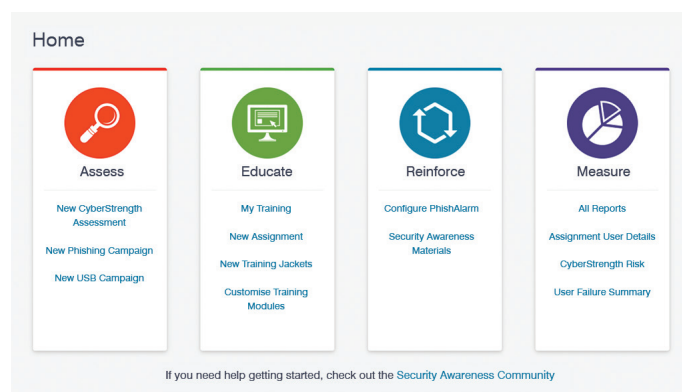 Home
Assess
New CyberStrength
Assessment
New Phishing Campaign
New USB Campaign
Educate
My Training
New Assignment
New Training Jackets
Customise Training
Modules
Reinforce
Configure PhishAlarm
Security Awareness
Materials
Measure
All Reports
Assignment User Details
CyberStrength Risk
User Failure Summary
If you need help getting started, check out the Security Awareness Community